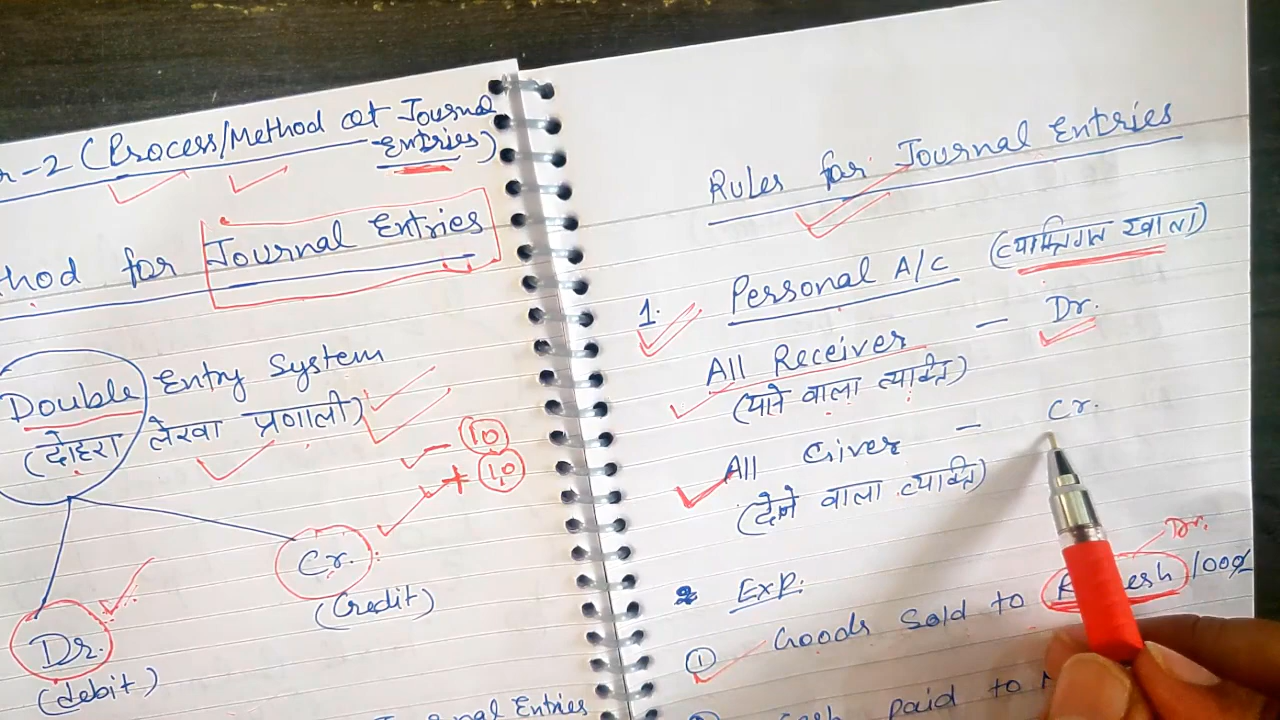 -2 (Process/Method of Journal
Entries)
for Journal Entries
Double Entry System
(दोहरा लेखा प्रणाली)
- 10
+ 10
Cr.
(Credit)
Dr.
(debit)
Entries
Rules for Journal Entries
1. Personal A/C (व्यक्तिगत खाता)
All Receiver - Dr.
(पाने वाला व्यक्ति)
All Giver - Cr.
(देने वाला व्यक्ति)
Exp.
Dr.
① Goods Sold to 1000/-
paid to